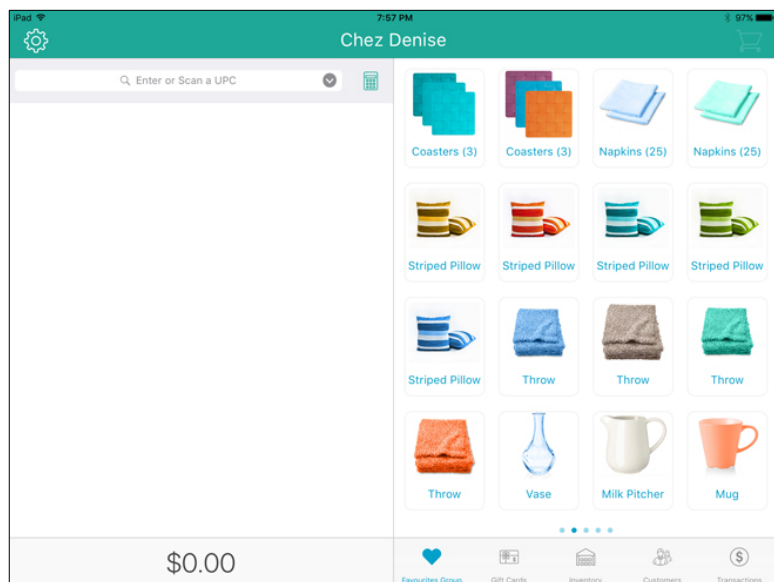 iPad 7:57 PM 97%
Chez Denise
Enter or Scan a UPC
Coasters (3) Coasters (3) Napkins (25) Napkins (25)
Striped Pillow Striped Pillow Striped Pillow Striped Pillow
Striped Pillow Throw Throw Throw
Throw Vase Milk Pitcher Mug
$0.00
Favourites Group Gift Cards Inventory Customers Transactions